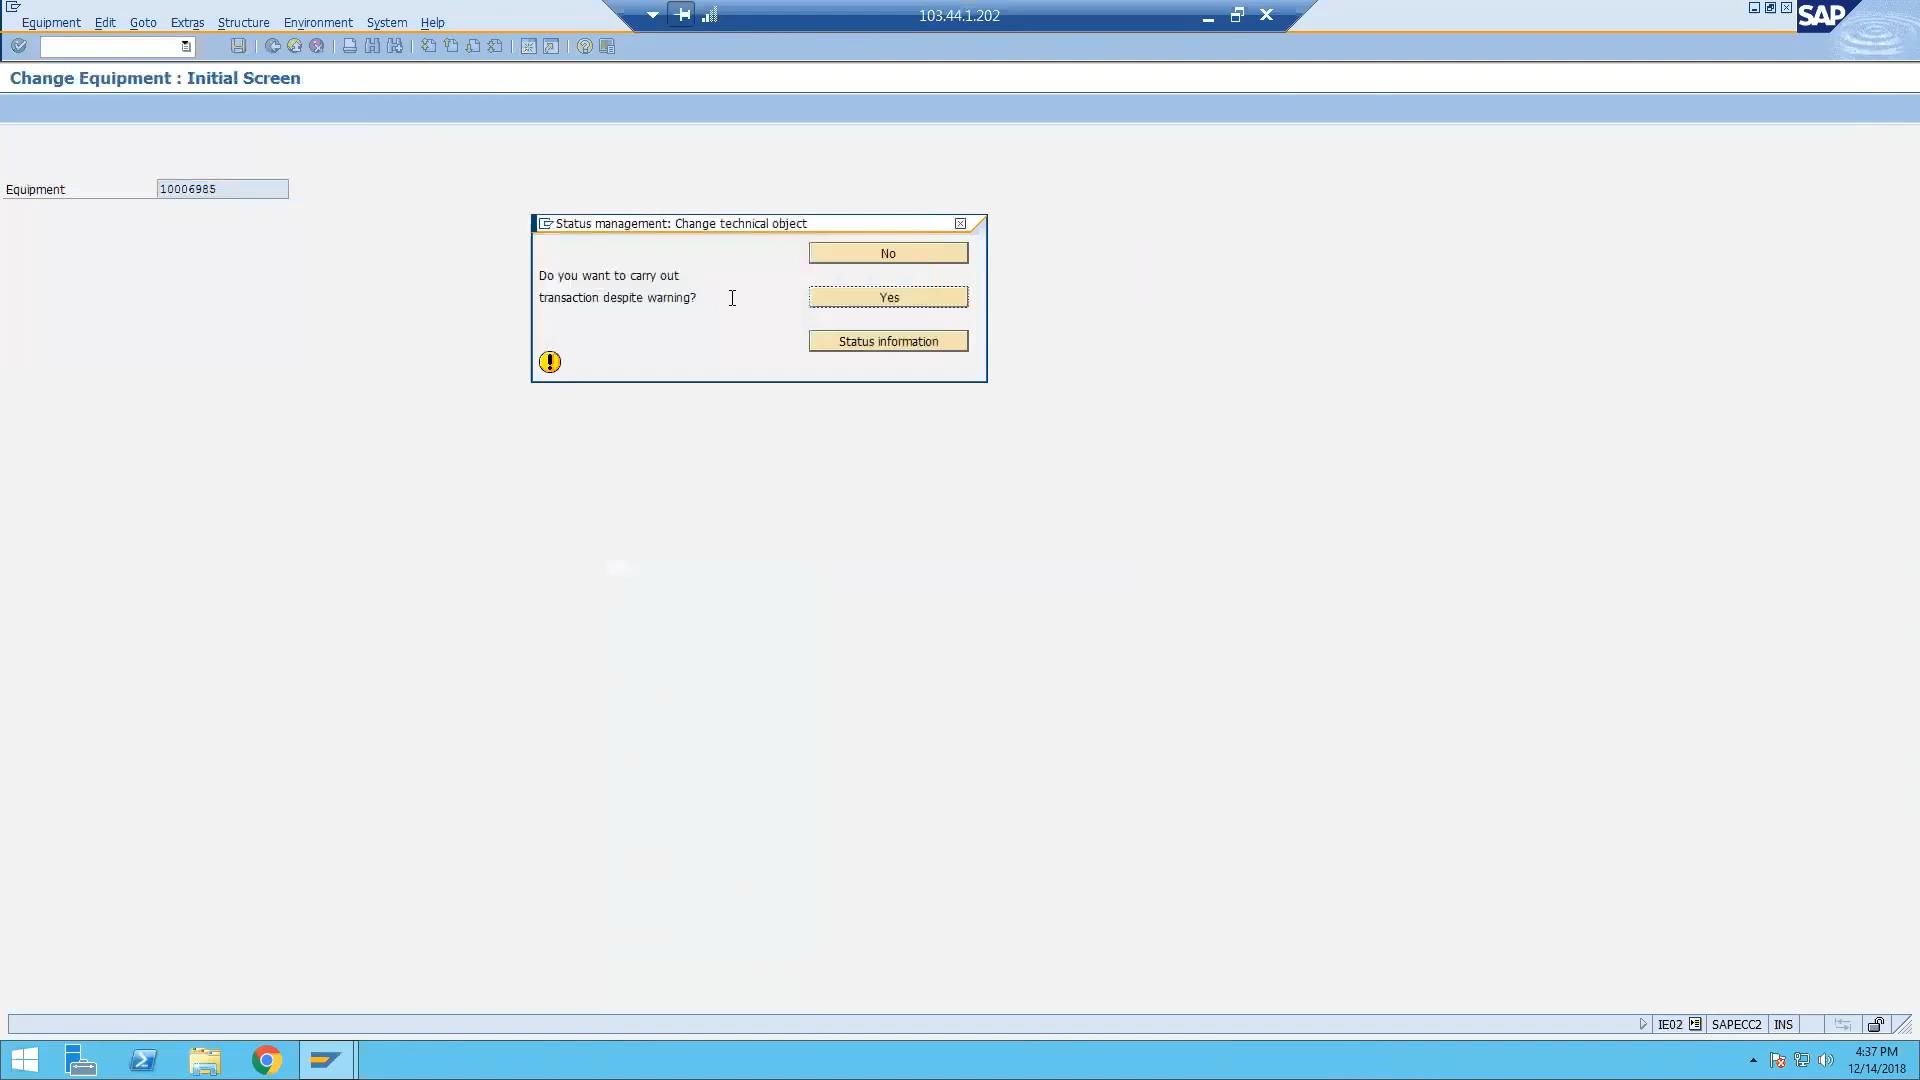 103.44.1.202
Equipment Edit Goto Extras Structure Environment System Help
SAP
Change Equipment : Initial Screen
Equipment 10006985
Status management: Change technical object
No
Do you want to carry out
transaction despite warning?
Yes
Status information
IE02 SAPECC2 INS
4:37 PM
12/14/2018